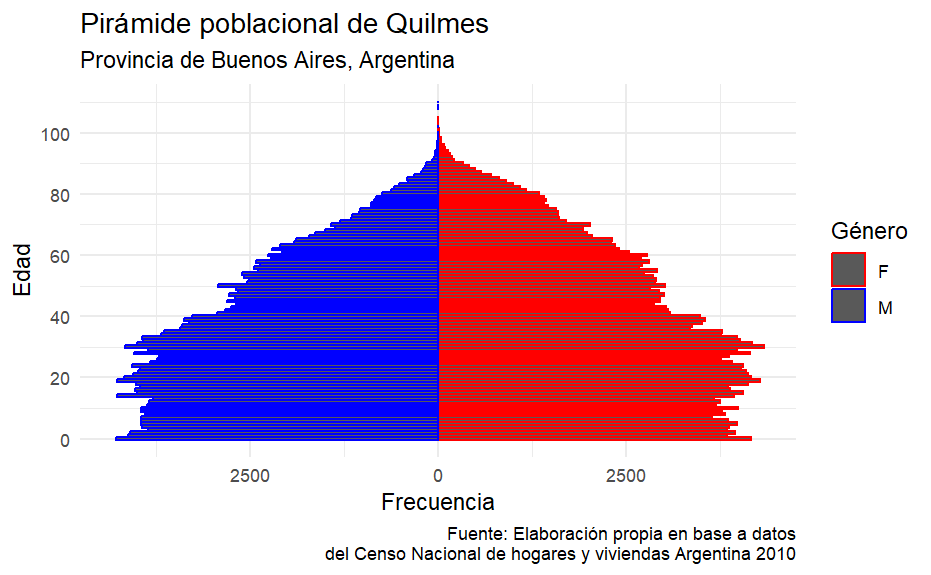 Pirámide poblacional de Quilmes
Provincia de Buenos Aires, Argentina
Edad
100
80
60
40
20
0
2500
0
2500
Frecuencia
Género
F
M
Fuente: Elaboración propia en base a datos
del Censo Nacional de hogares y viviendas Argentina 2010